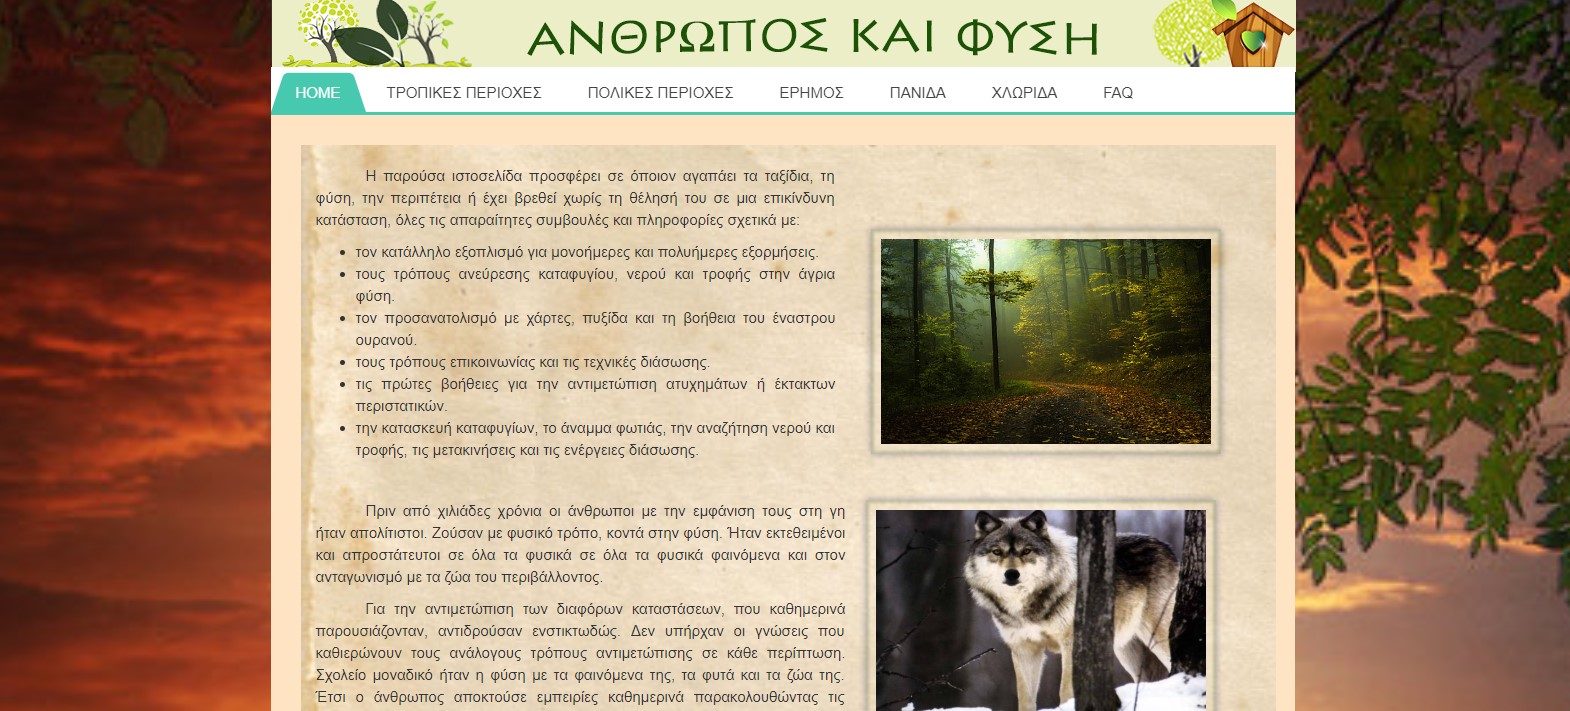 ΑΝΘΡΩΠΟΣ ΚΑΙ ΦΥΣΗ
HOME ΤΡΟΠΙΚΕΣ ΠΕΡΙΟΧΕΣ ΠΟΛΙΚΕΣ ΠΕΡΙΟΧΕΣ ΕΡΗΜΟΣ ΠΑΝΙΔΑ ΧΛΩΡΙΔΑ FAQ
Η παρούσα ιστοσελίδα προσφέρει σε όποιον αγαπάει τα ταξίδια, τη
φύση, την περιπέτεια ή έχει βρεθεί χωρίς τη θέλησή του σε μια επικίνδυνη
κατάσταση, όλες τις απαραίτητες συμβουλές και πληροφορίες σχετικά με:
• τον κατάλληλο εξοπλισμό για μονοήμερες και πολυήμερες εξορμήσεις.
• τους τρόπους ανεύρεσης καταφυγίου, νερού και τροφής στην άγρια
φύση.
• τον προσανατολισμό με χάρτες, πυξίδα και τη βοήθεια του έναστρου
ουρανού.
• τους τρόπους επικοινωνίας και τις τεχνικές διάσωσης.
• τις πρώτες βοήθειες για την αντιμετώπιση ατυχημάτων ή έκτακτων
περιστατικών.
• την κατασκευή καταφυγίων, το άναμμα φωτιάς, την αναζήτηση νερού και
τροφής, τις μετακινήσεις και τις ενέργειες διάσωσης.
Πριν από χιλιάδες χρόνια οι άνθρωποι με την εμφάνιση τους στη γη
ήταν απολίτιστοι. Ζούσαν με φυσικό τρόπο, κοντά στην φύση. Ήταν εκτεθειμένοι
και απροστάτευτοι σε όλα τα φυσικά σε όλα τα φυσικά φαινόμενα και στον
ανταγωνισμό με τα ζώα του περιβάλλοντος.
Για την αντιμετώπιση των διαφόρων καταστάσεων, που καθημερινά
παρουσιάζονταν, αντιδρούσαν ενστικτωδώς. Δεν υπήρχαν οι γνώσεις που
καθιερώνουν τους ανάλογους τρόπους αντιμετώπισης σε κάθε περίπτωση.
Σχολείο μοναδικό ήταν η φύση με τα φαινόμενα της, τα φυτά και τα ζώα της.
Έτσι ο άνθρωπος αποκτούσε εμπειρίες καθημερινά παρακολουθώντας τις